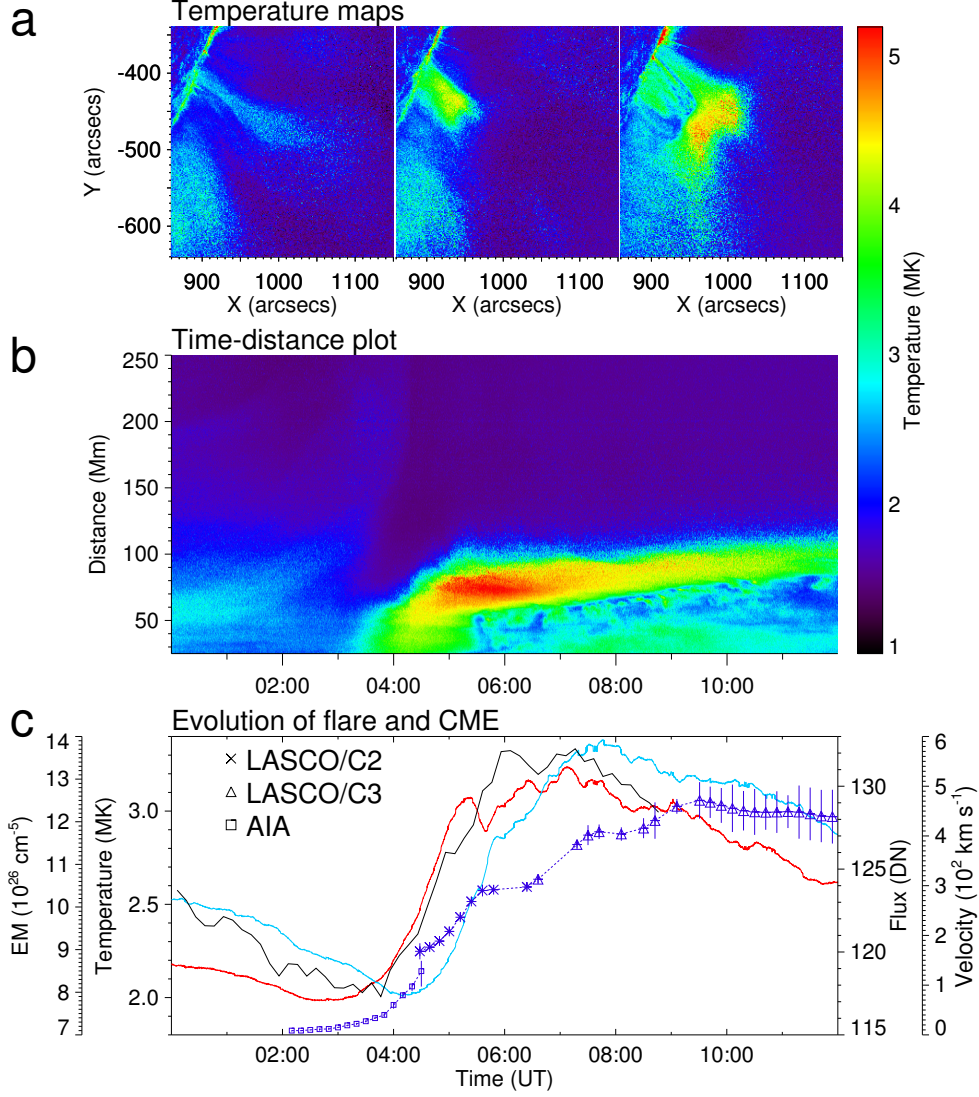 a
Temperature maps
Y (arcsecs)
-400
-500
-600
900 1000 1100
900 1000 1100
900 1000 1100
X (arcsecs)
X (arcsecs)
X (arcsecs)
5
4
3
2
1
Temperature (MK)
b
Time-distance plot
Distance (Mm)
250
200
150
100
50
02:00 04:00 06:00 08:00 10:00
c
Evolution of flare and CME
LASCO/C2
LASCO/C3
AIA
EM (10²⁶ cm⁻⁵)
14
13
12
11
10
9
8
7
Temperature (MK)
3.0
2.5
2.0
Flux (DN)
130
125
120
115
Velocity (10² km s⁻¹)
6
5
4
3
2
1
0
02:00 04:00 06:00 08:00 10:00
Time (UT)